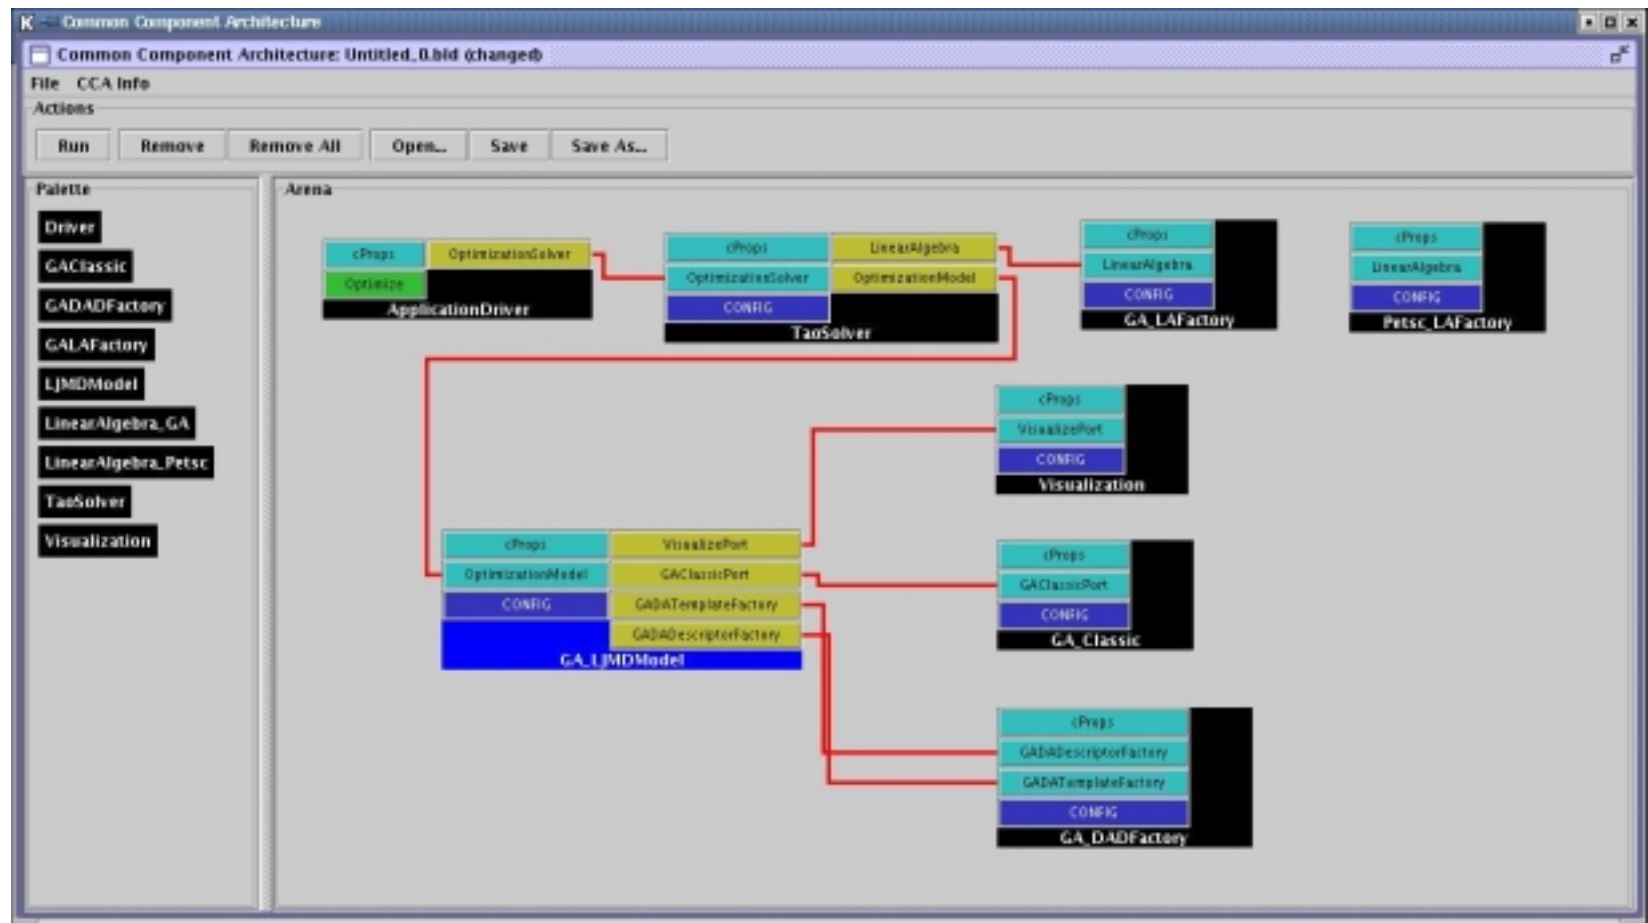 Common Component Architecture
Common Component Architecture: Untitled_0.bld (changed)
File CCA Info
Actions
Run Remove Remove All Open... Save Save As...
Palette
Driver
GAClassic
GADADFactory
GALAFactory
LJMDModel
LinearAlgebra_GA
LinearAlgebra_Petsc
TaoSolver
Visualization
Arena
cProps OptimizationSolver
Optimize
ApplicationDriver
cProps LinearAlgebra
OptimizationSolver OptimizationModel
CONFIG
TaoSolver
cProps
LinearAlgebra
CONFIG
GA_LAFactory
cProps
LinearAlgebra
CONFIG
Petsc_LAFactory
cProps
VisualizePort
CONFIG
Visualization
cProps VisualizePort
OptimizationModel GAClassicPort
CONFIG GADATemplateFactory
GADADescriptorFactory
GA_LJMDModel
cProps
GAClassicPort
CONFIG
GA_Classic
cProps
GADADescriptorFactory
GADATemplateFactory
CONFIG
GA_DADFactory